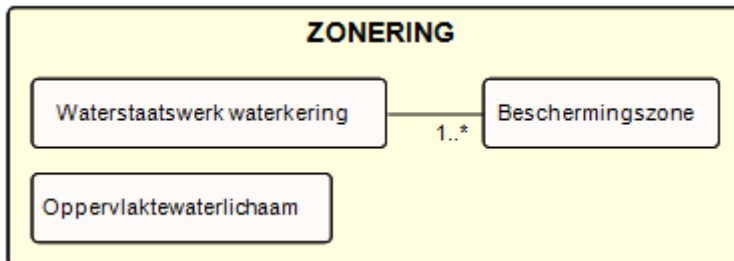 ZONERING
Waterstaatswerk waterkering
Beschermingszone
1..*
Oppervlaktewaterlichaam